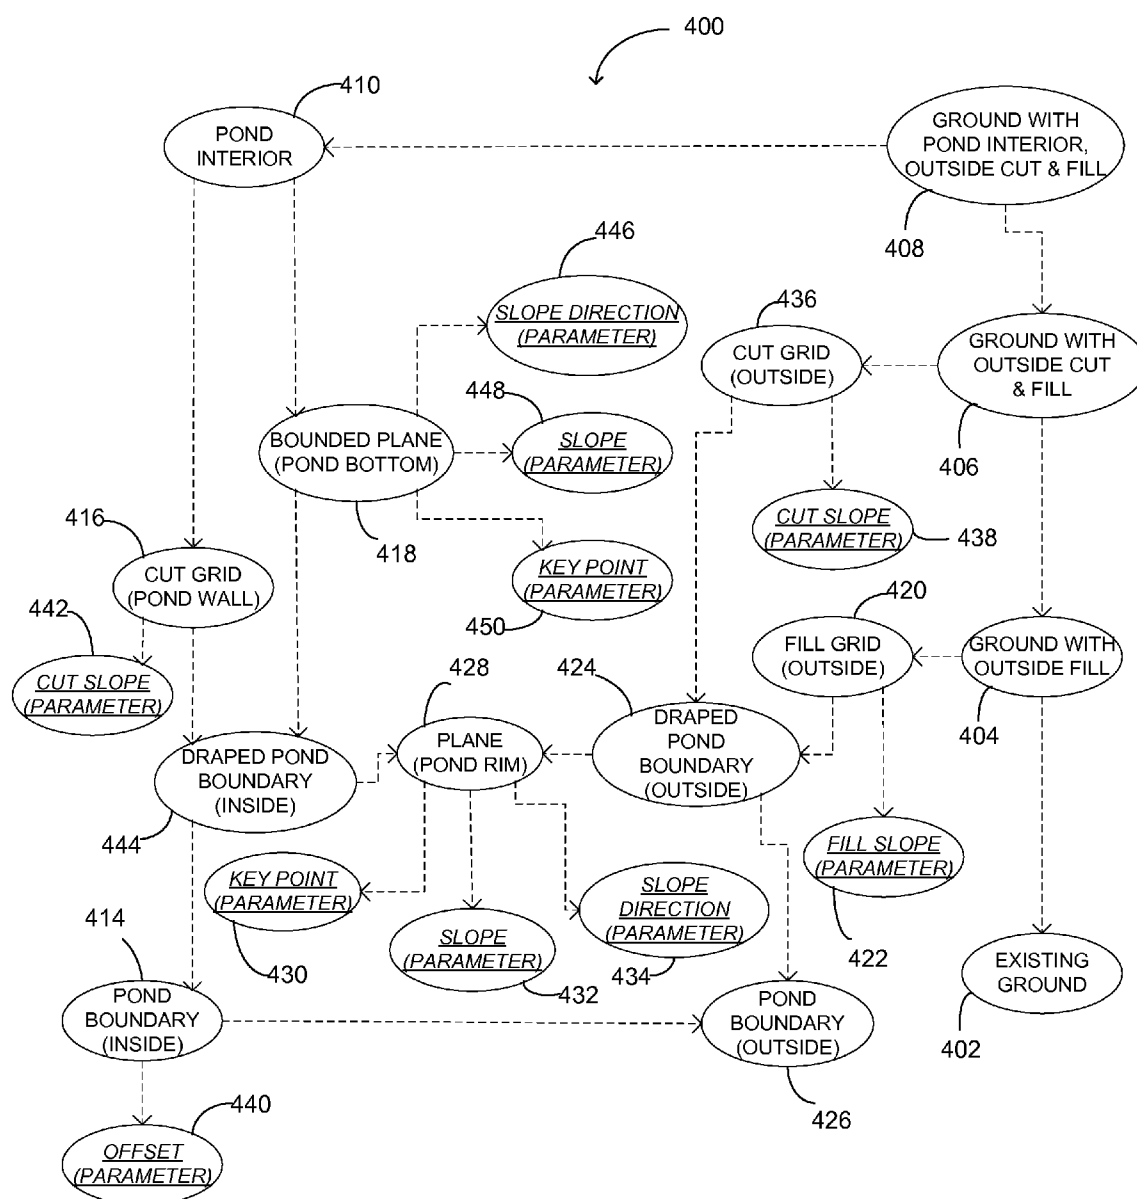 400
410
POND
INTERIOR
GROUND WITH
POND INTERIOR,
OUTSIDE CUT & FILL
408
446
SLOPE DIRECTION
(PARAMETER)
436
CUT GRID
(OUTSIDE)
GROUND WITH
OUTSIDE CUT
& FILL
406
448
SLOPE
(PARAMETER)
BOUNDED PLANE
(POND BOTTOM)
418
CUT SLOPE
(PARAMETER)
438
416
CUT GRID
(POND WALL)
KEY POINT
(PARAMETER)
450
442
CUT SLOPE
(PARAMETER)
420
FILL GRID
(OUTSIDE)
GROUND WITH
OUTSIDE FILL
404
428
PLANE
(POND RIM)
424
DRAPED
POND
BOUNDARY
(OUTSIDE)
DRAPED POND
BOUNDARY
(INSIDE)
444
FILL SLOPE
(PARAMETER)
422
KEY POINT
(PARAMETER)
430
SLOPE
(PARAMETER)
432
SLOPE
DIRECTION
(PARAMETER)
434
EXISTING
GROUND
402
414
POND
BOUNDARY
(INSIDE)
POND
BOUNDARY
(OUTSIDE)
426
440
OFFSET
(PARAMETER)